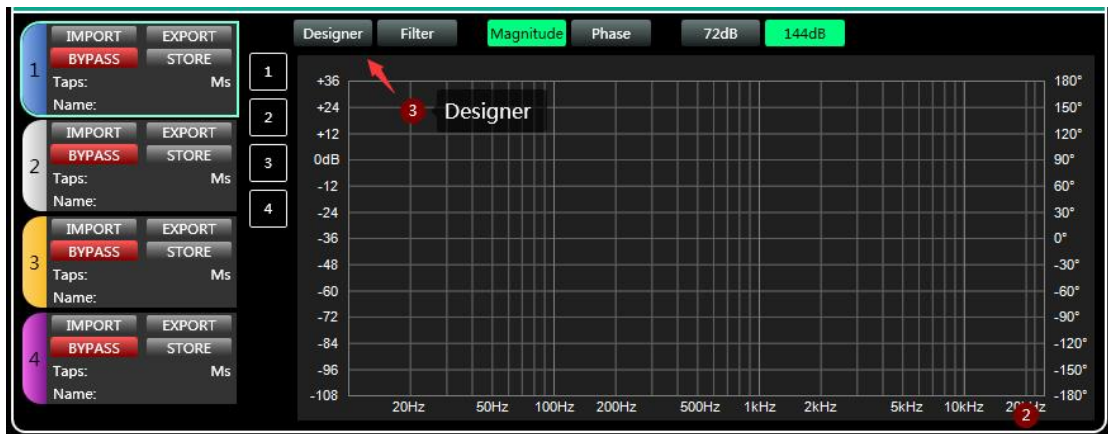 Designer Filter Magnitude Phase 72dB 144dB
1
IMPORT EXPORT
BYPASS STORE
Taps: Ms
Name:
2
IMPORT EXPORT
BYPASS STORE
Taps: Ms
Name:
3
IMPORT EXPORT
BYPASS STORE
Taps: Ms
Name:
4
IMPORT EXPORT
BYPASS STORE
Taps: Ms
Name:
1
2
3
4
3 Designer
+36
+24
+12
0dB
-12
-24
-36
-48
-60
-72
-84
-96
-108
180°
150°
120°
90°
60°
30°
0°
-30°
-60°
-90°
-120°
-150°
-180°
20Hz 50Hz 100Hz 200Hz 500Hz 1kHz 2kHz 5kHz 10kHz
2